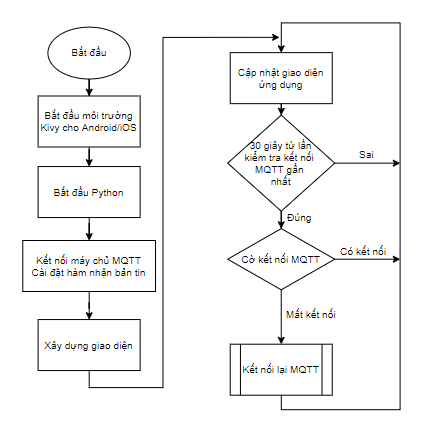 Bắt đầu
Bắt đầu môi trường
Kivy cho Android/iOS
Bắt đầu Python
Kết nối máy chủ MQTT
Cài đặt hàm nhận bản tin
Xây dựng giao diện
Cập nhật giao diện
ứng dụng
30 giây từ lần
kiểm tra kết nối
MQTT gần
nhất
Sai
Đúng
Cờ kết nối MQTT
Có kết nối
Mất kết nối
Kết nối lại MQTT